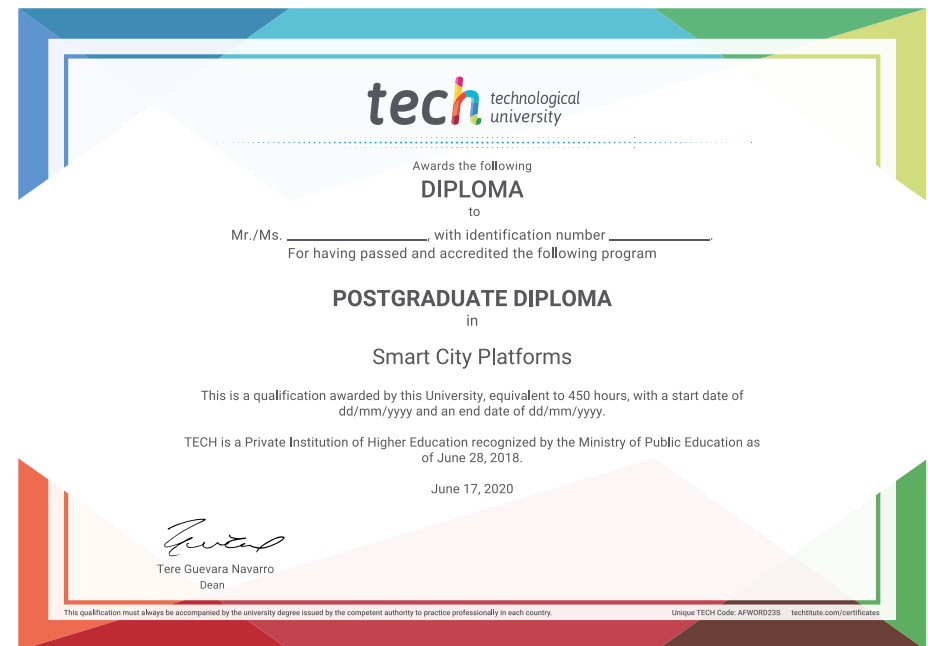 tech technological
university
Awards the following
DIPLOMA
to
Mr./Ms. ____________________, with identification number ______________.
For having passed and accredited the following program
POSTGRADUATE DIPLOMA
in
Smart City Platforms
This is a qualification awarded by this University, equivalent to 450 hours, with a start date of
dd/mm/yyyy and an end date of dd/mm/yyyy.
TECH is a Private Institution of Higher Education recognized by the Ministry of Public Education as
of June 28, 2018.
June 17, 2020
Tere Guevara Navarro
Dean
This qualification must always be accompanied by the university degree issued by the competent authority to practice professionally in each country. Unique TECH Code: AFWORD23S techtitute.com/certificates